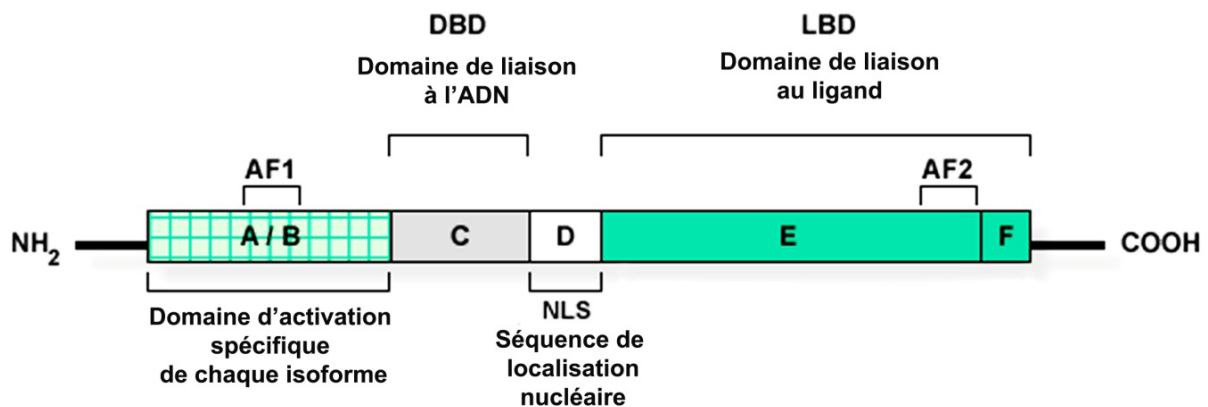 DBD
Domaine de liaison
à l’ADN
LBD
Domaine de liaison
au ligand
AF1
AF2
NH2
A / B
C
D
E
F
COOH
Domaine d’activation
spécifique
de chaque isoforme
NLS
Séquence de
localisation
nucléaire